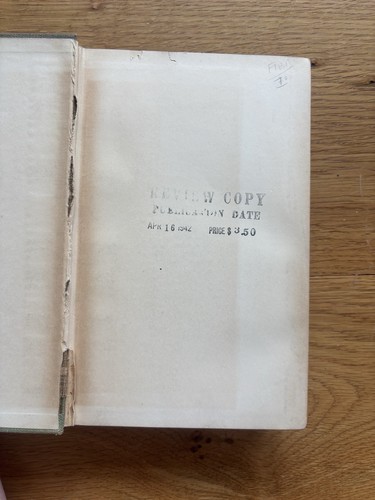 REVIEW COPY
PUBLICATION DATE
APR 16 1942 PRICE $ 3.50